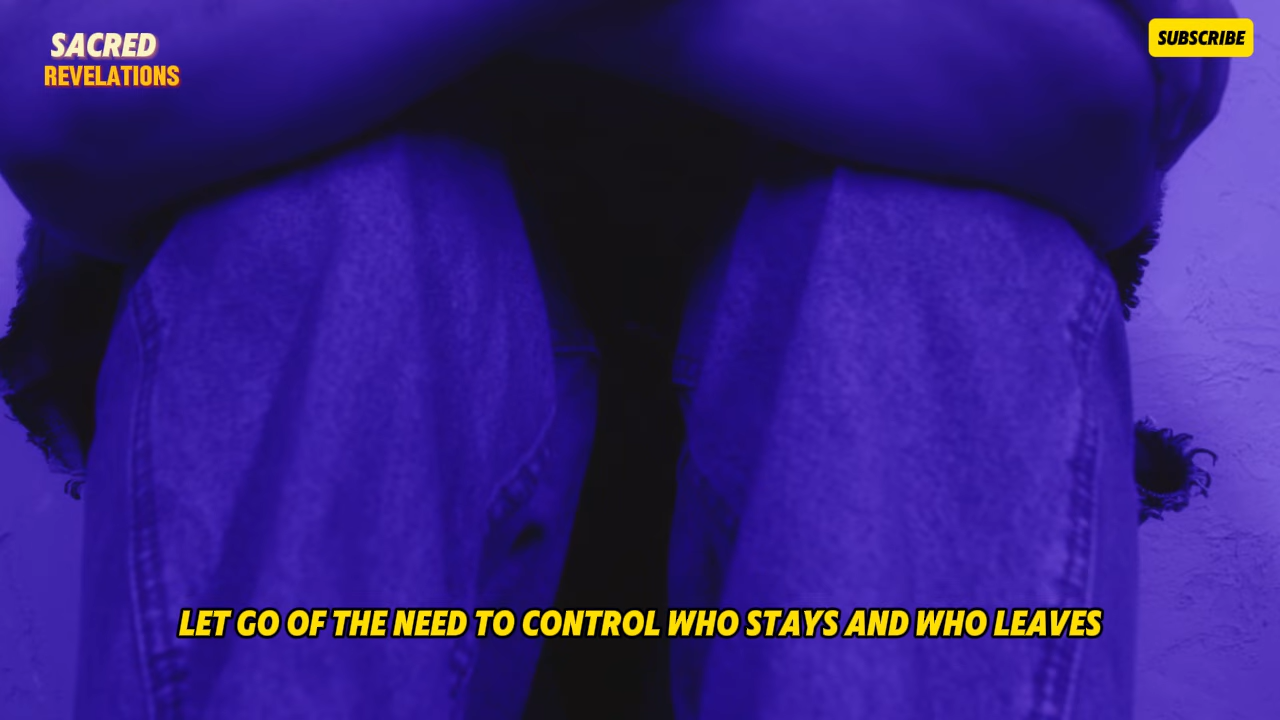 SACRED
REVELATIONS
SUBSCRIBE
LET GO OF THE NEED TO CONTROL WHO STAYS AND WHO LEAVES